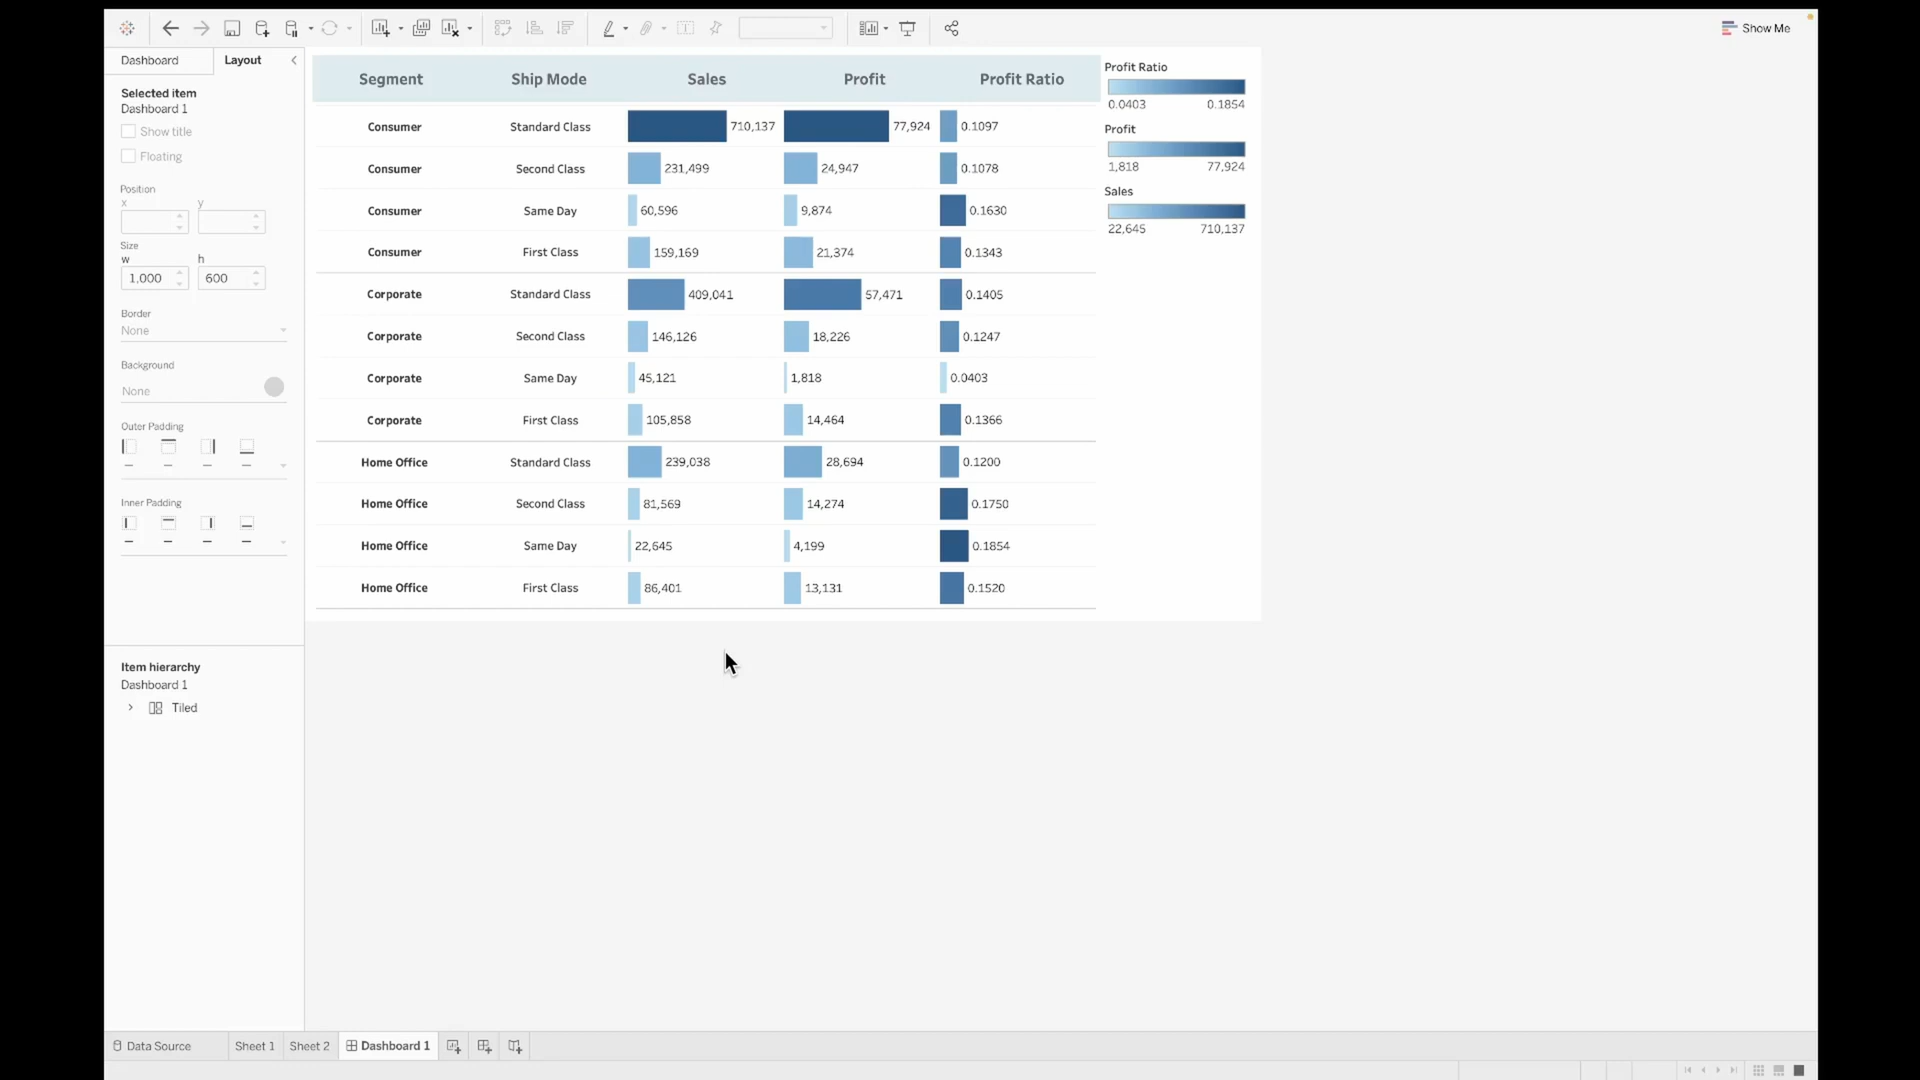 Show Me
Dashboard Layout
Selected item
Dashboard 1
Show title
Floating
Position
x y
Size
w h
1,000 600
Border
None
Background
None
Outer Padding
Inner Padding
Item hierarchy
Dashboard 1
Tiled
Segment Ship Mode Sales Profit Profit Ratio
Consumer Standard Class 710,137 77,924 0.1097
Consumer Second Class 231,499 24,947 0.1078
Consumer Same Day 60,596 9,874 0.1630
Consumer First Class 159,169 21,374 0.1343
Corporate Standard Class 409,041 57,471 0.1405
Corporate Second Class 146,126 18,226 0.1247
Corporate Same Day 45,121 1,818 0.0403
Corporate First Class 105,858 14,464 0.1366
Home Office Standard Class 239,038 28,694 0.1200
Home Office Second Class 81,569 14,274 0.1750
Home Office Same Day 22,645 4,199 0.1854
Home Office First Class 86,401 13,131 0.1520
Profit Ratio
0.0403 0.1854
Profit
1,818 77,924
Sales
22,645 710,137
Data Source Sheet 1 Sheet 2 Dashboard 1